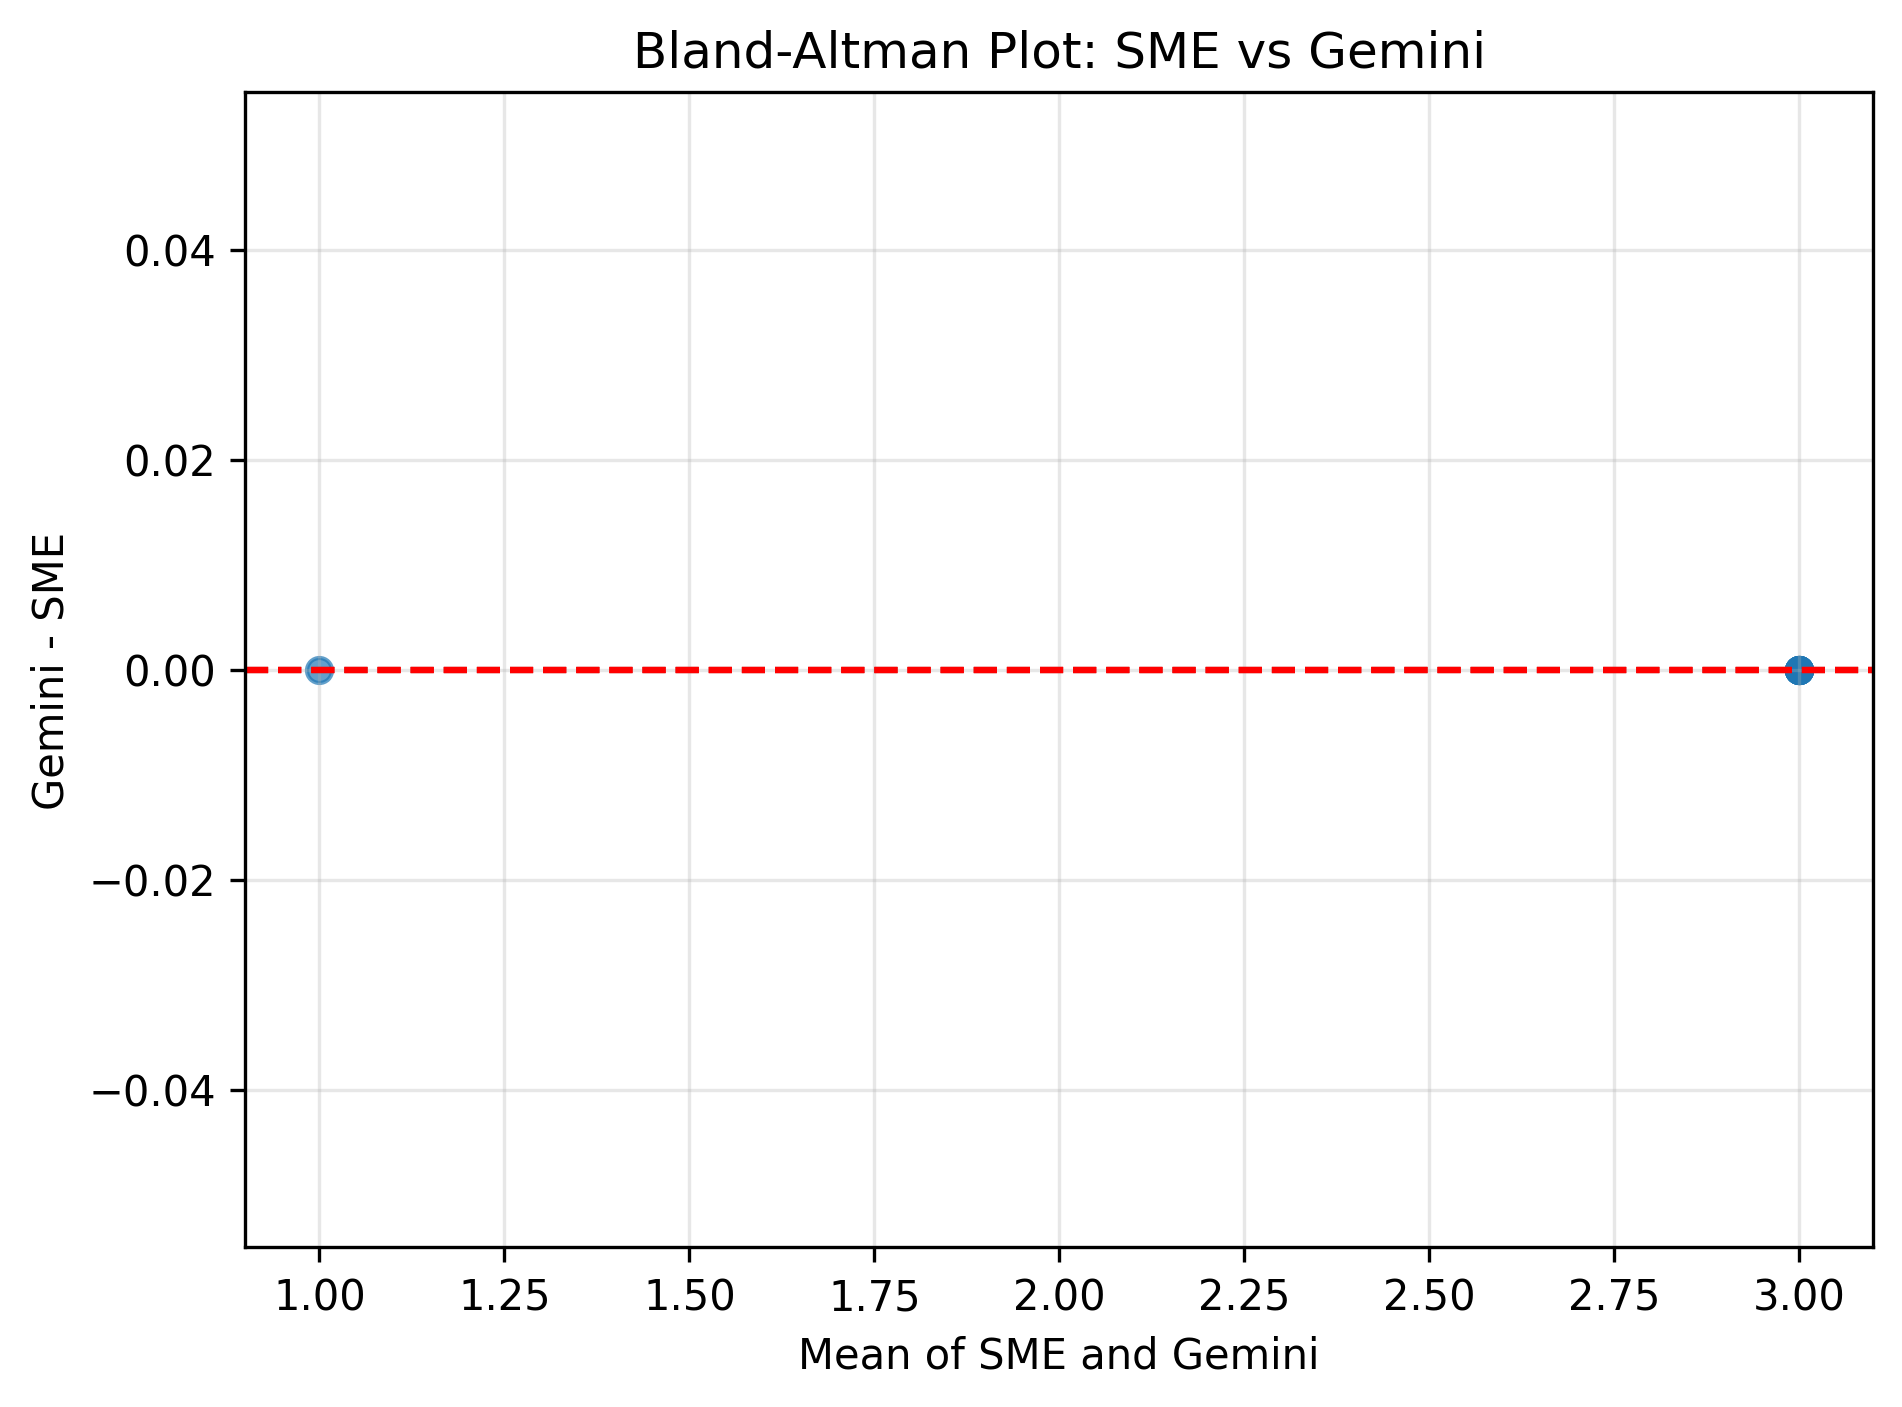 Bland-Altman Plot: SME vs Gemini
0.04
0.02
0.00
−0.02
−0.04
Gemini - SME
1.00 1.25 1.50 1.75 2.00 2.25 2.50 2.75 3.00
Mean of SME and Gemini